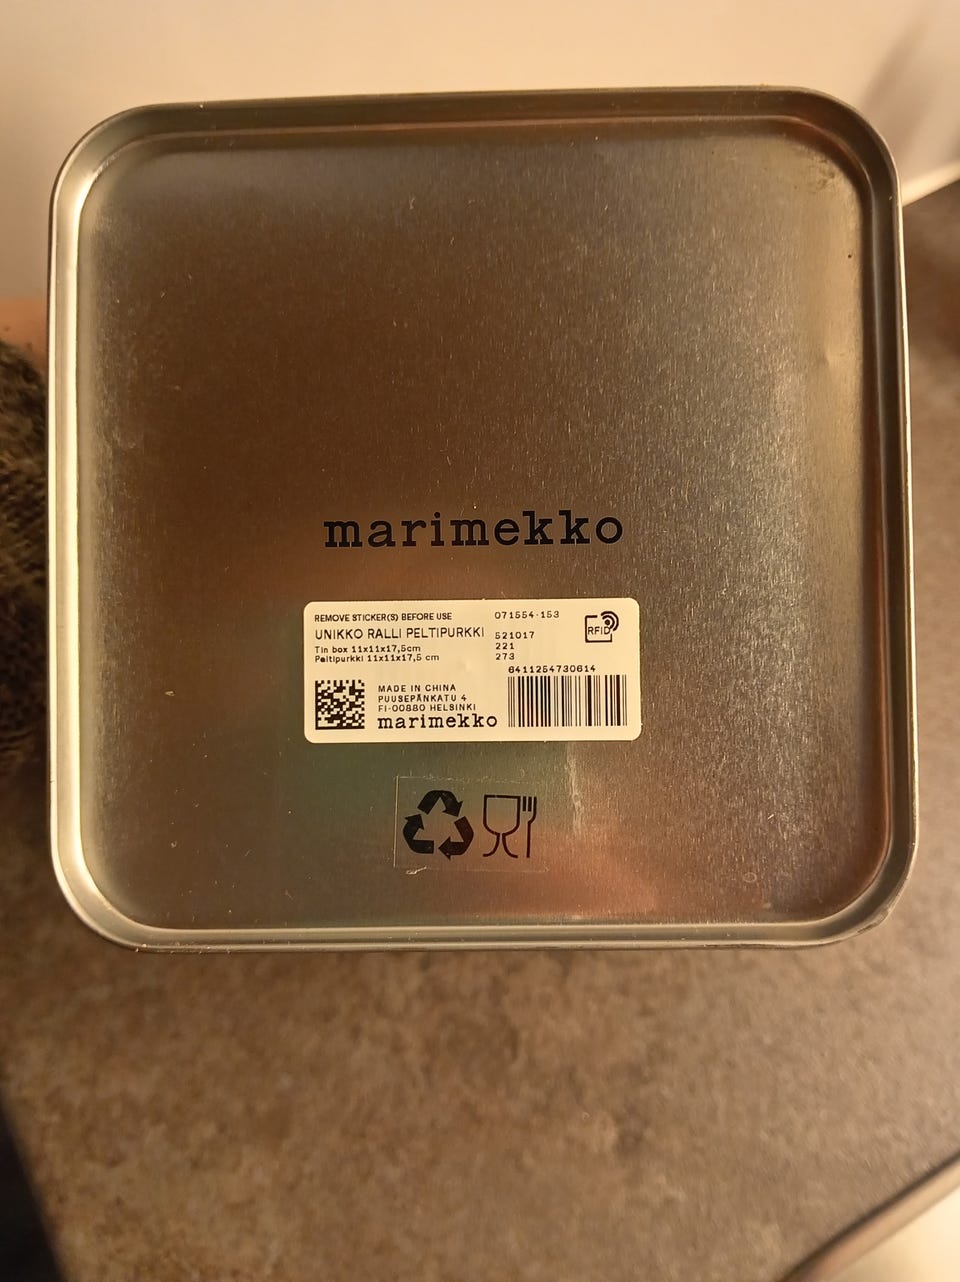 marimekko
REMOVE STICKER(S) BEFORE USE
071554-153
UNIKKO RALLI PELTIPURKKI
521017
Tin box 11x11x17,5cm
221
Peltipurkki 11x11x17,5 cm
273
6411254730614
RFID
MADE IN CHINA
PUUSEPÄNKATU 4
FI-00880 HELSINKI
marimekko